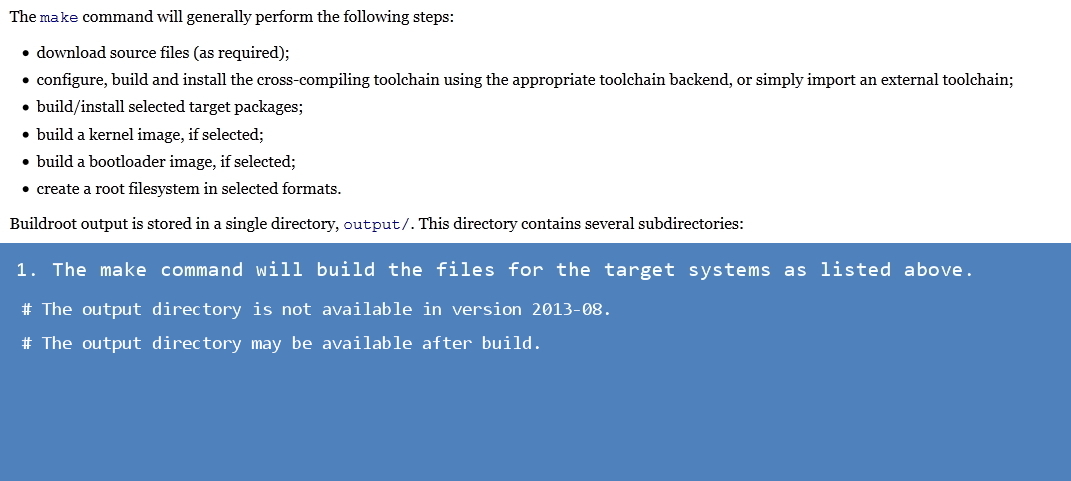 The make command will generally perform the following steps:
• download source files (as required);
• configure, build and install the cross-compiling toolchain using the appropriate toolchain backend, or simply import an external toolchain;
• build/install selected target packages;
• build a kernel image, if selected;
• build a bootloader image, if selected;
• create a root filesystem in selected formats.
Buildroot output is stored in a single directory, output/. This directory contains several subdirectories:
1. The make command will build the files for the target systems as listed above.
# The output directory is not available in version 2013-08.
# The output directory may be available after build.